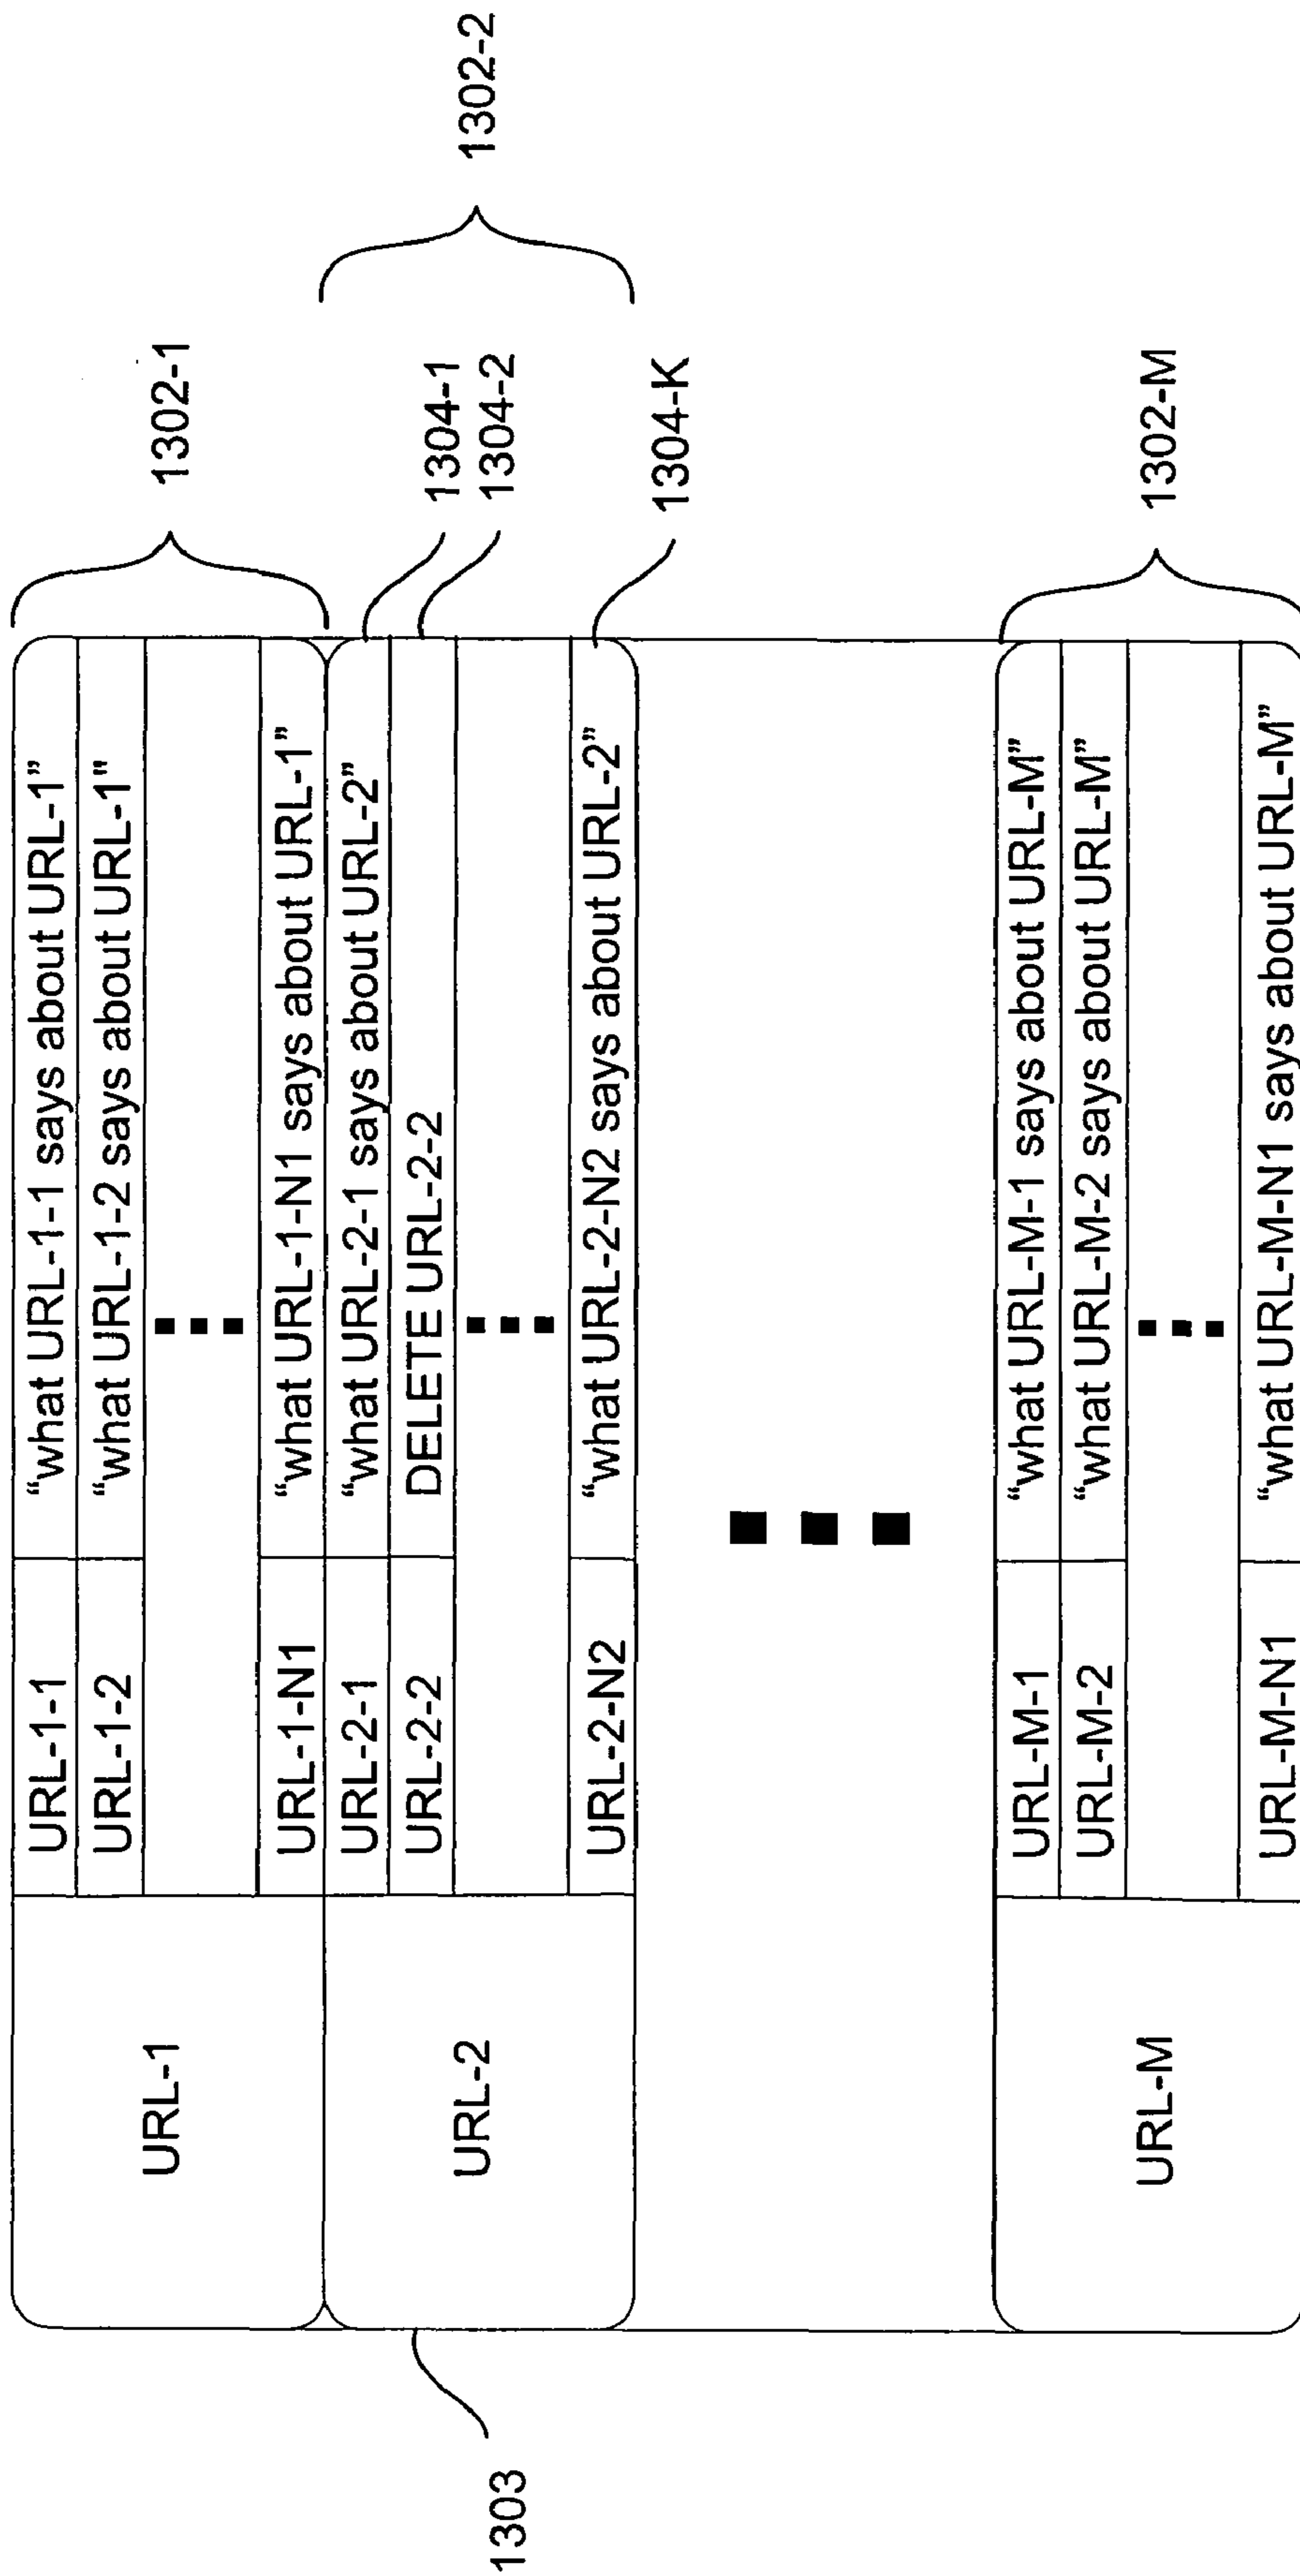 1302-1
1302-2
URL-1
URL-1-1
“what URL-1-1 says about URL-1”
URL-1-2
“what URL-1-2 says about URL-1"
URL-1-N1
“what URL-1-N1 says about URL-1”
1303
URL-2
URL-2-1
“what URL-2-1 says about URL-2”
1304-1
URL-2-2
DELETE URL-2-2
1304-2
URL-2-N2
“what URL-2-N2 says about URL-2”
1304-K
URL-M
URL-M-1
“what URL-M-1 says about URL-M”
URL-M-2
“what URL-M-2 says about URL-M”
URL-M-N1
“what URL-M-N1 says about URL-M”
1302-M